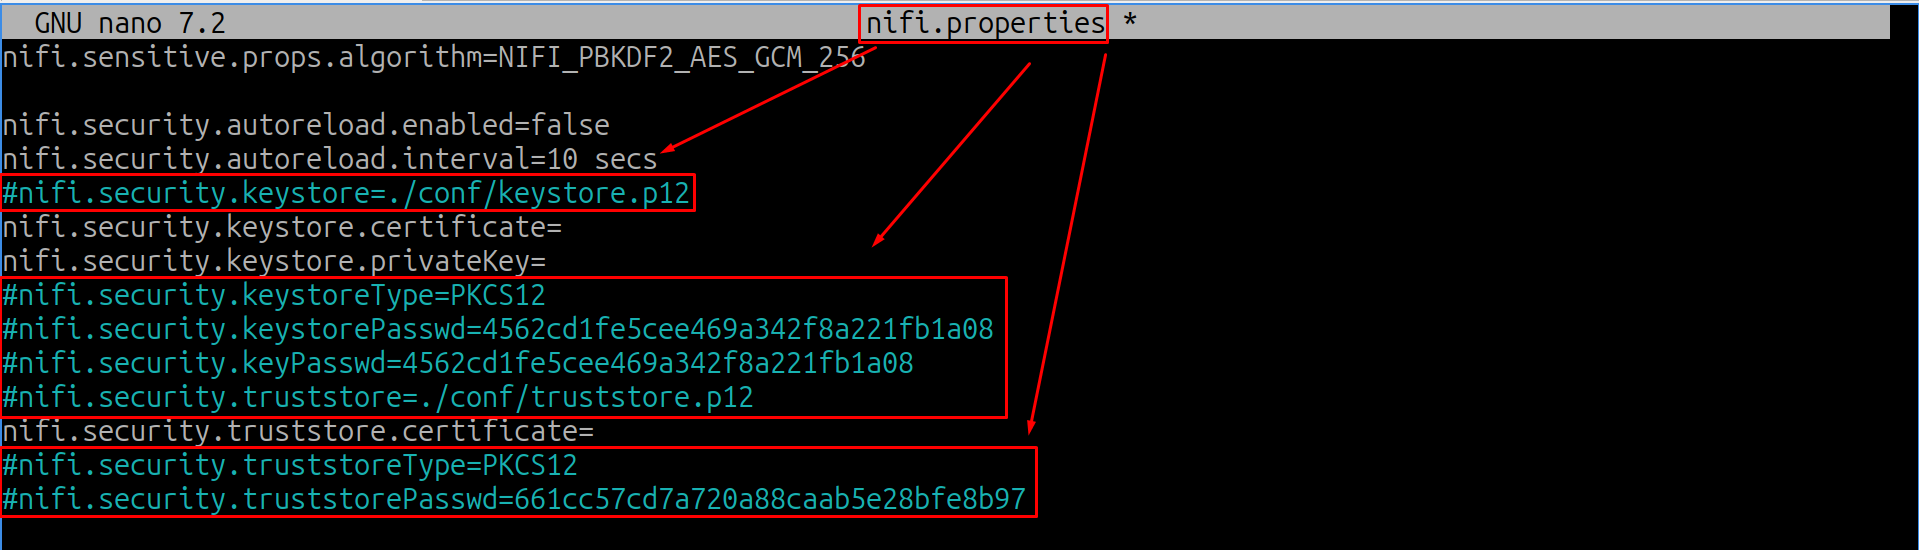 GNU nano 7.2 nifi.properties *
nifi.sensitive.props.algorithm=NIFI_PBKDF2_AES_GCM_256
nifi.security.autoreload.enabled=false
nifi.security.autoreload.interval=10 secs
#nifi.security.keystore=./conf/keystore.p12
nifi.security.keystore.certificate=
nifi.security.keystore.privateKey=
#nifi.security.keystoreType=PKCS12
#nifi.security.keystorePasswd=4562cd1fe5cee469a342f8a221fb1a08
#nifi.security.keyPasswd=4562cd1fe5cee469a342f8a221fb1a08
#nifi.security.truststore=./conf/truststore.p12
nifi.security.truststore.certificate=
#nifi.security.truststoreType=PKCS12
#nifi.security.truststorePasswd=661cc57cd7a720a88caab5e28bfe8b97